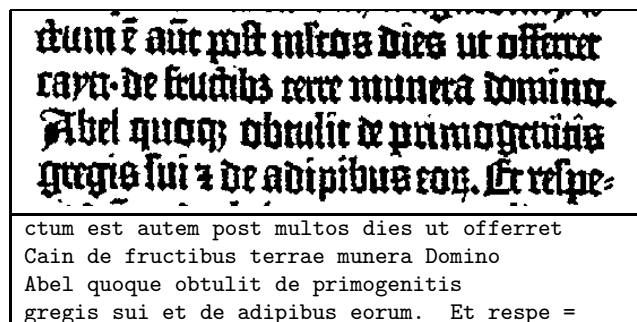 ctum ē aūt poſt ml̄tos dies ut offerret
cayn·de fructibꝫ terre munera domino.
Abel quoqꝫ obtulit de primogenitis
gregis ſui ⁊ de adipibus eoꝝ. Et reſpe⸗
ctum est autem post multos dies ut offerret
Cain de fructibus terrae munera Domino
Abel quoque obtulit de primogenitis
gregis sui et de adipibus eorum. Et respe =